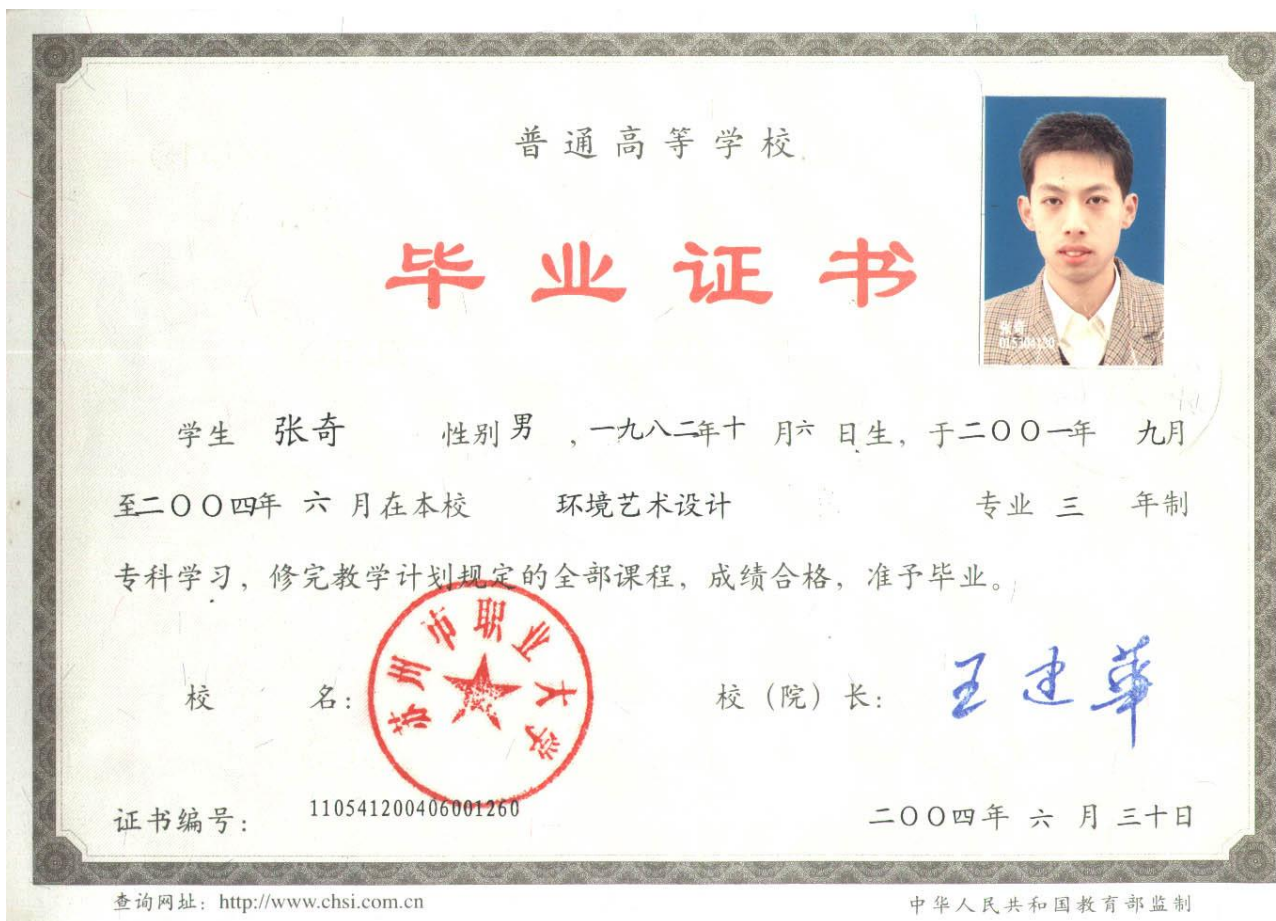 普通高等学校
毕业证书
张奇
学生 张奇 性别 男 ，一九八二年十 月六 日生，于二〇〇一年 九月
至二〇〇四年 六 月在本校 环境艺术设计 专业 三 年制
专科学习，修完教学计划规定的全部课程，成绩合格，准予毕业。
苏州市职业大学
校 名： 校（院）长： 王建华
证书编号： 110541200406001260 二〇〇四年 六 月 三十日
查询网址：http://www.chsi.com.cn 中华人民共和国教育部监制